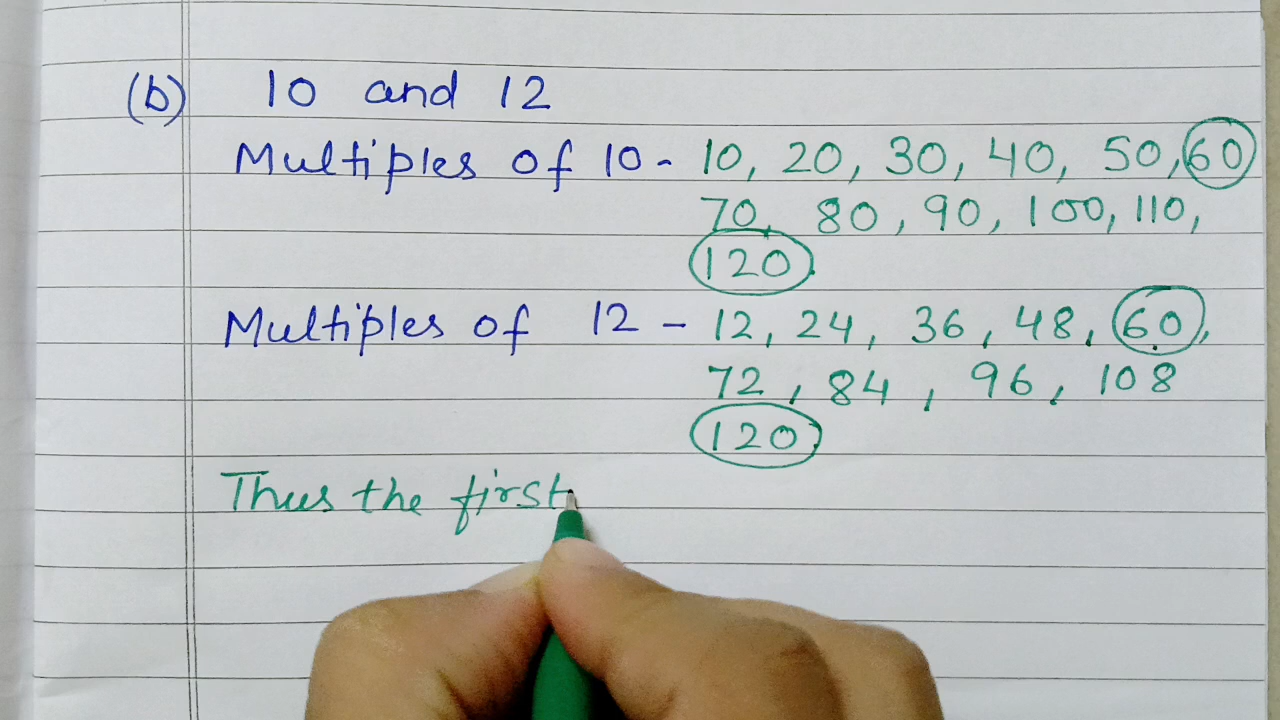 (b) 10 and 12
Multiples of 10 - 10, 20, 30, 40, 50, 60
70, 80, 90, 100, 110,
120
Multiples of 12 - 12, 24, 36, 48, 60,
72, 84, 96, 108
120
Thus the first